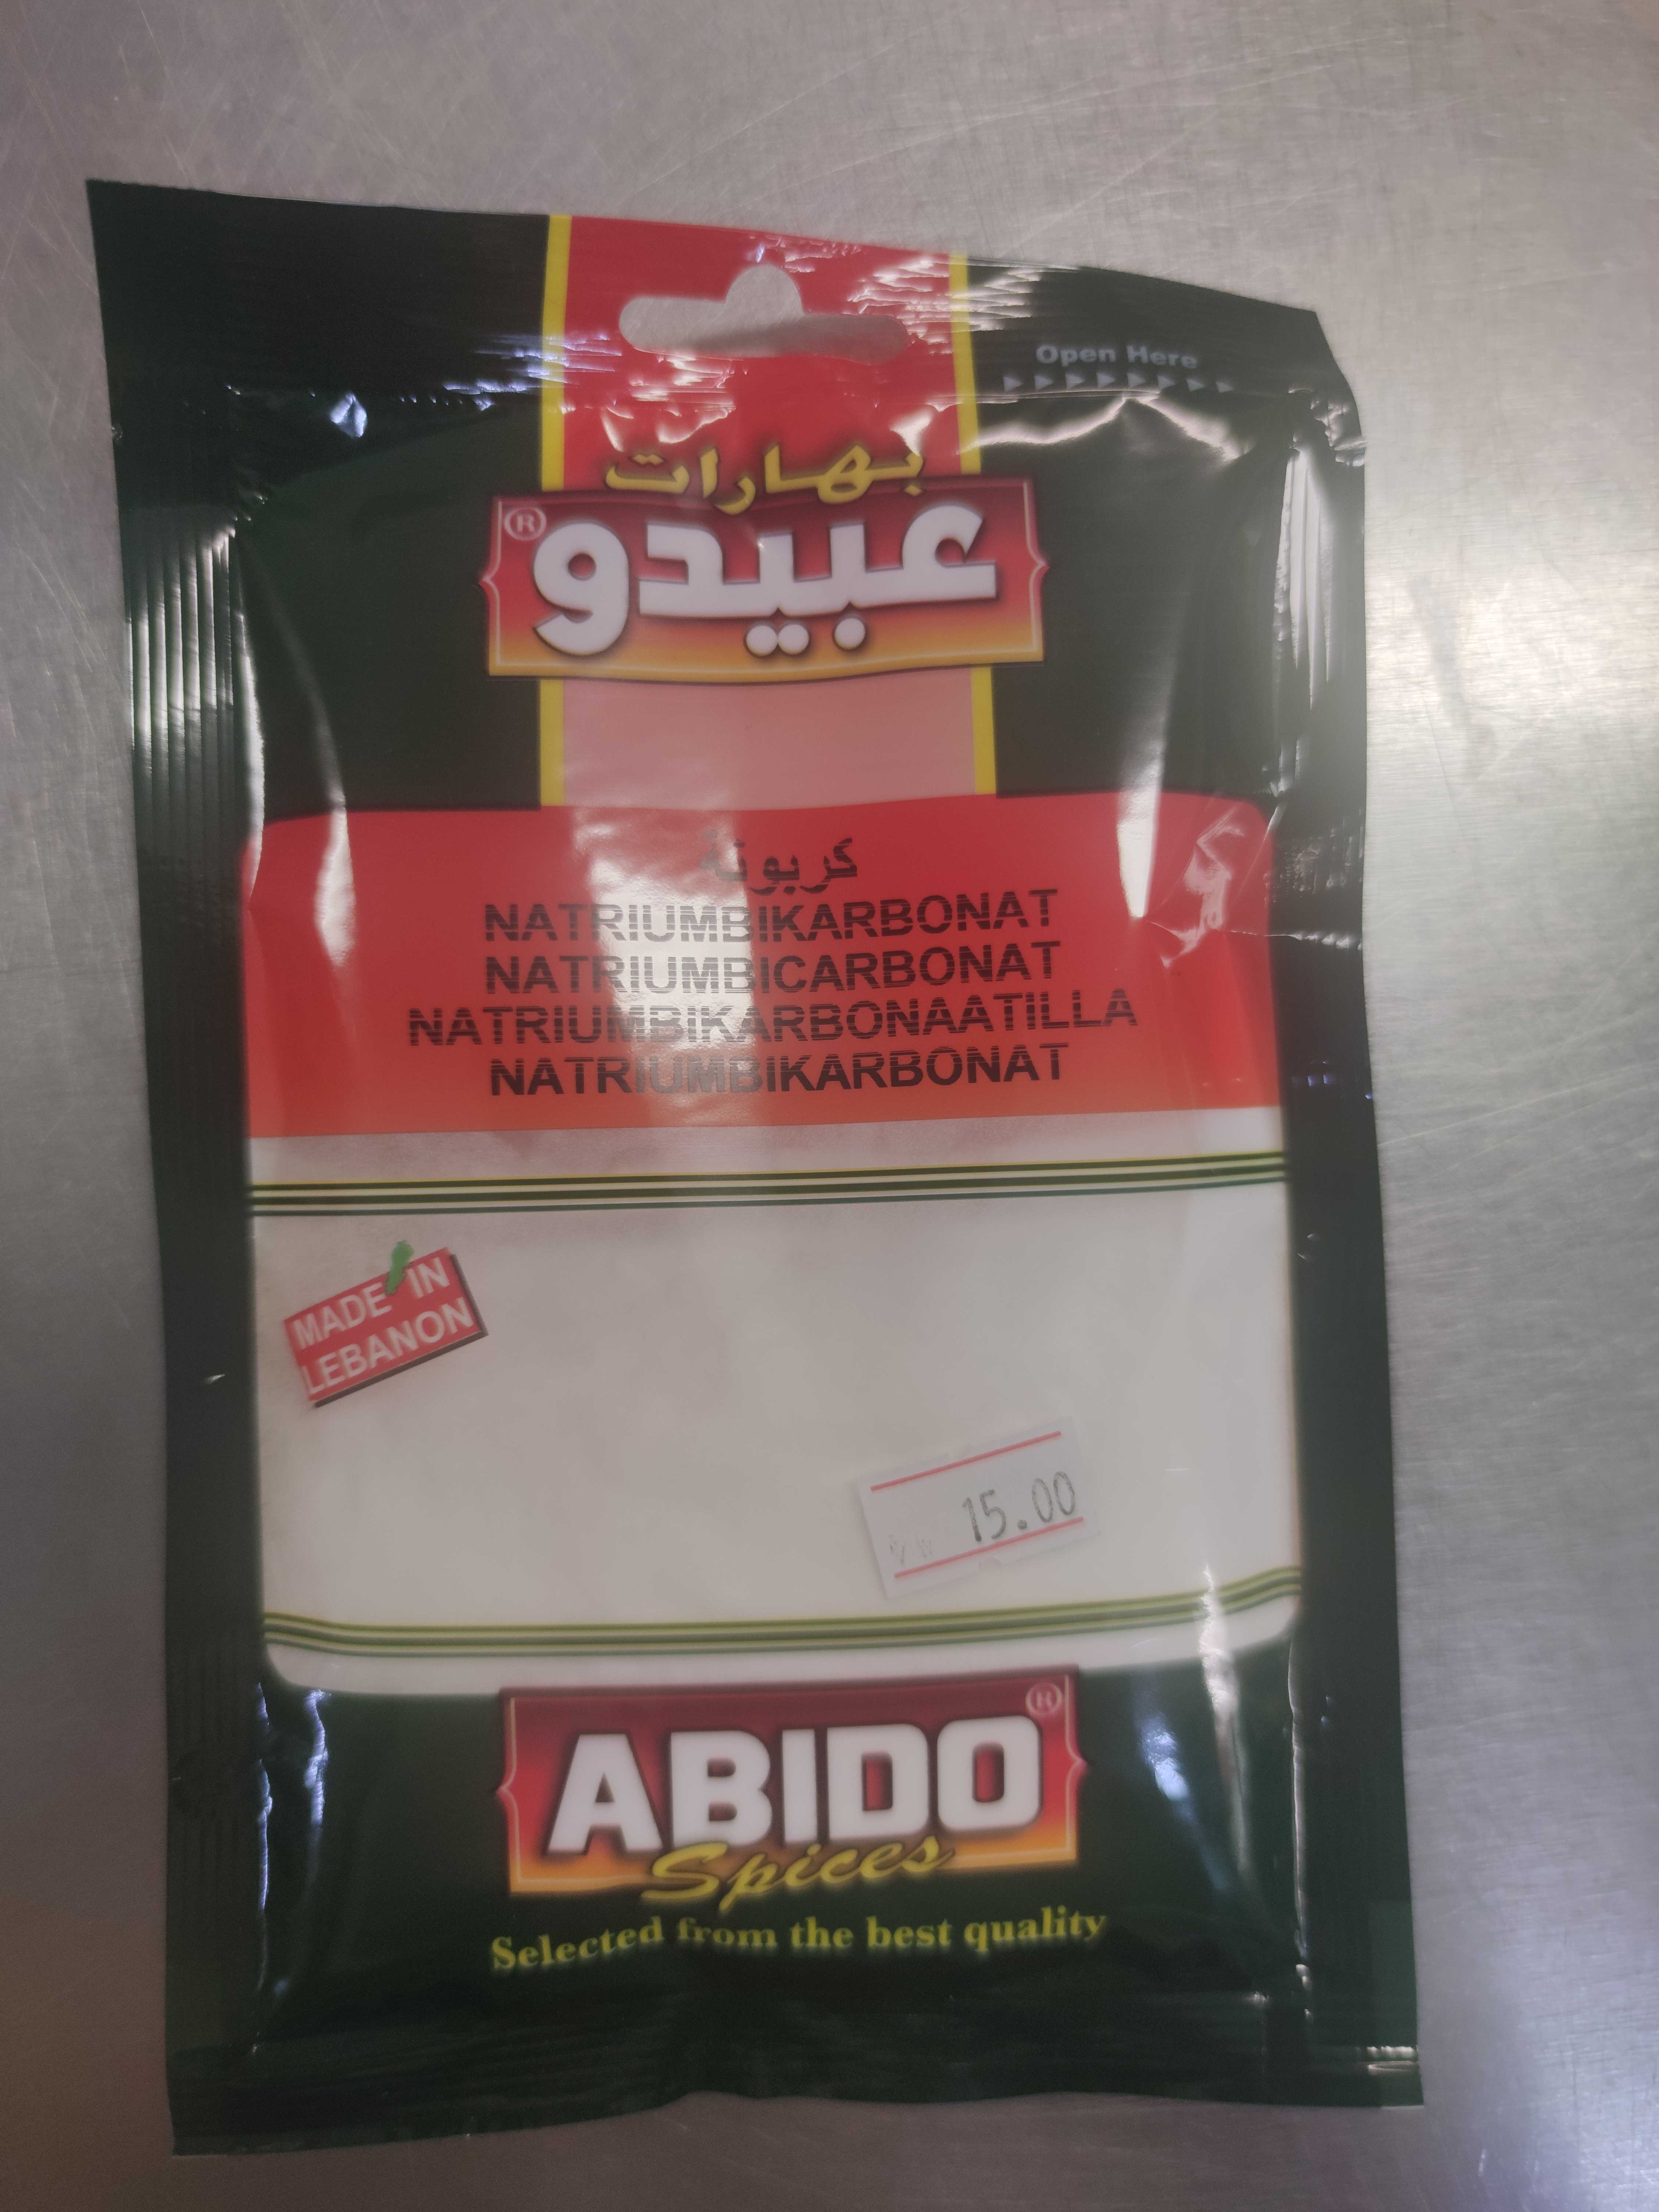 Open Here
بهارات
عبيدو ®
كربونة
NATRIUMBIKARBONAT
NATRIUMBICARBONAT
NATRIUMBIKARBONAATILLA
NATRIUMBIKARBONAT
MADE IN
LEBANON
15.00
ABIDO ®
Spices
Selected from the best quality